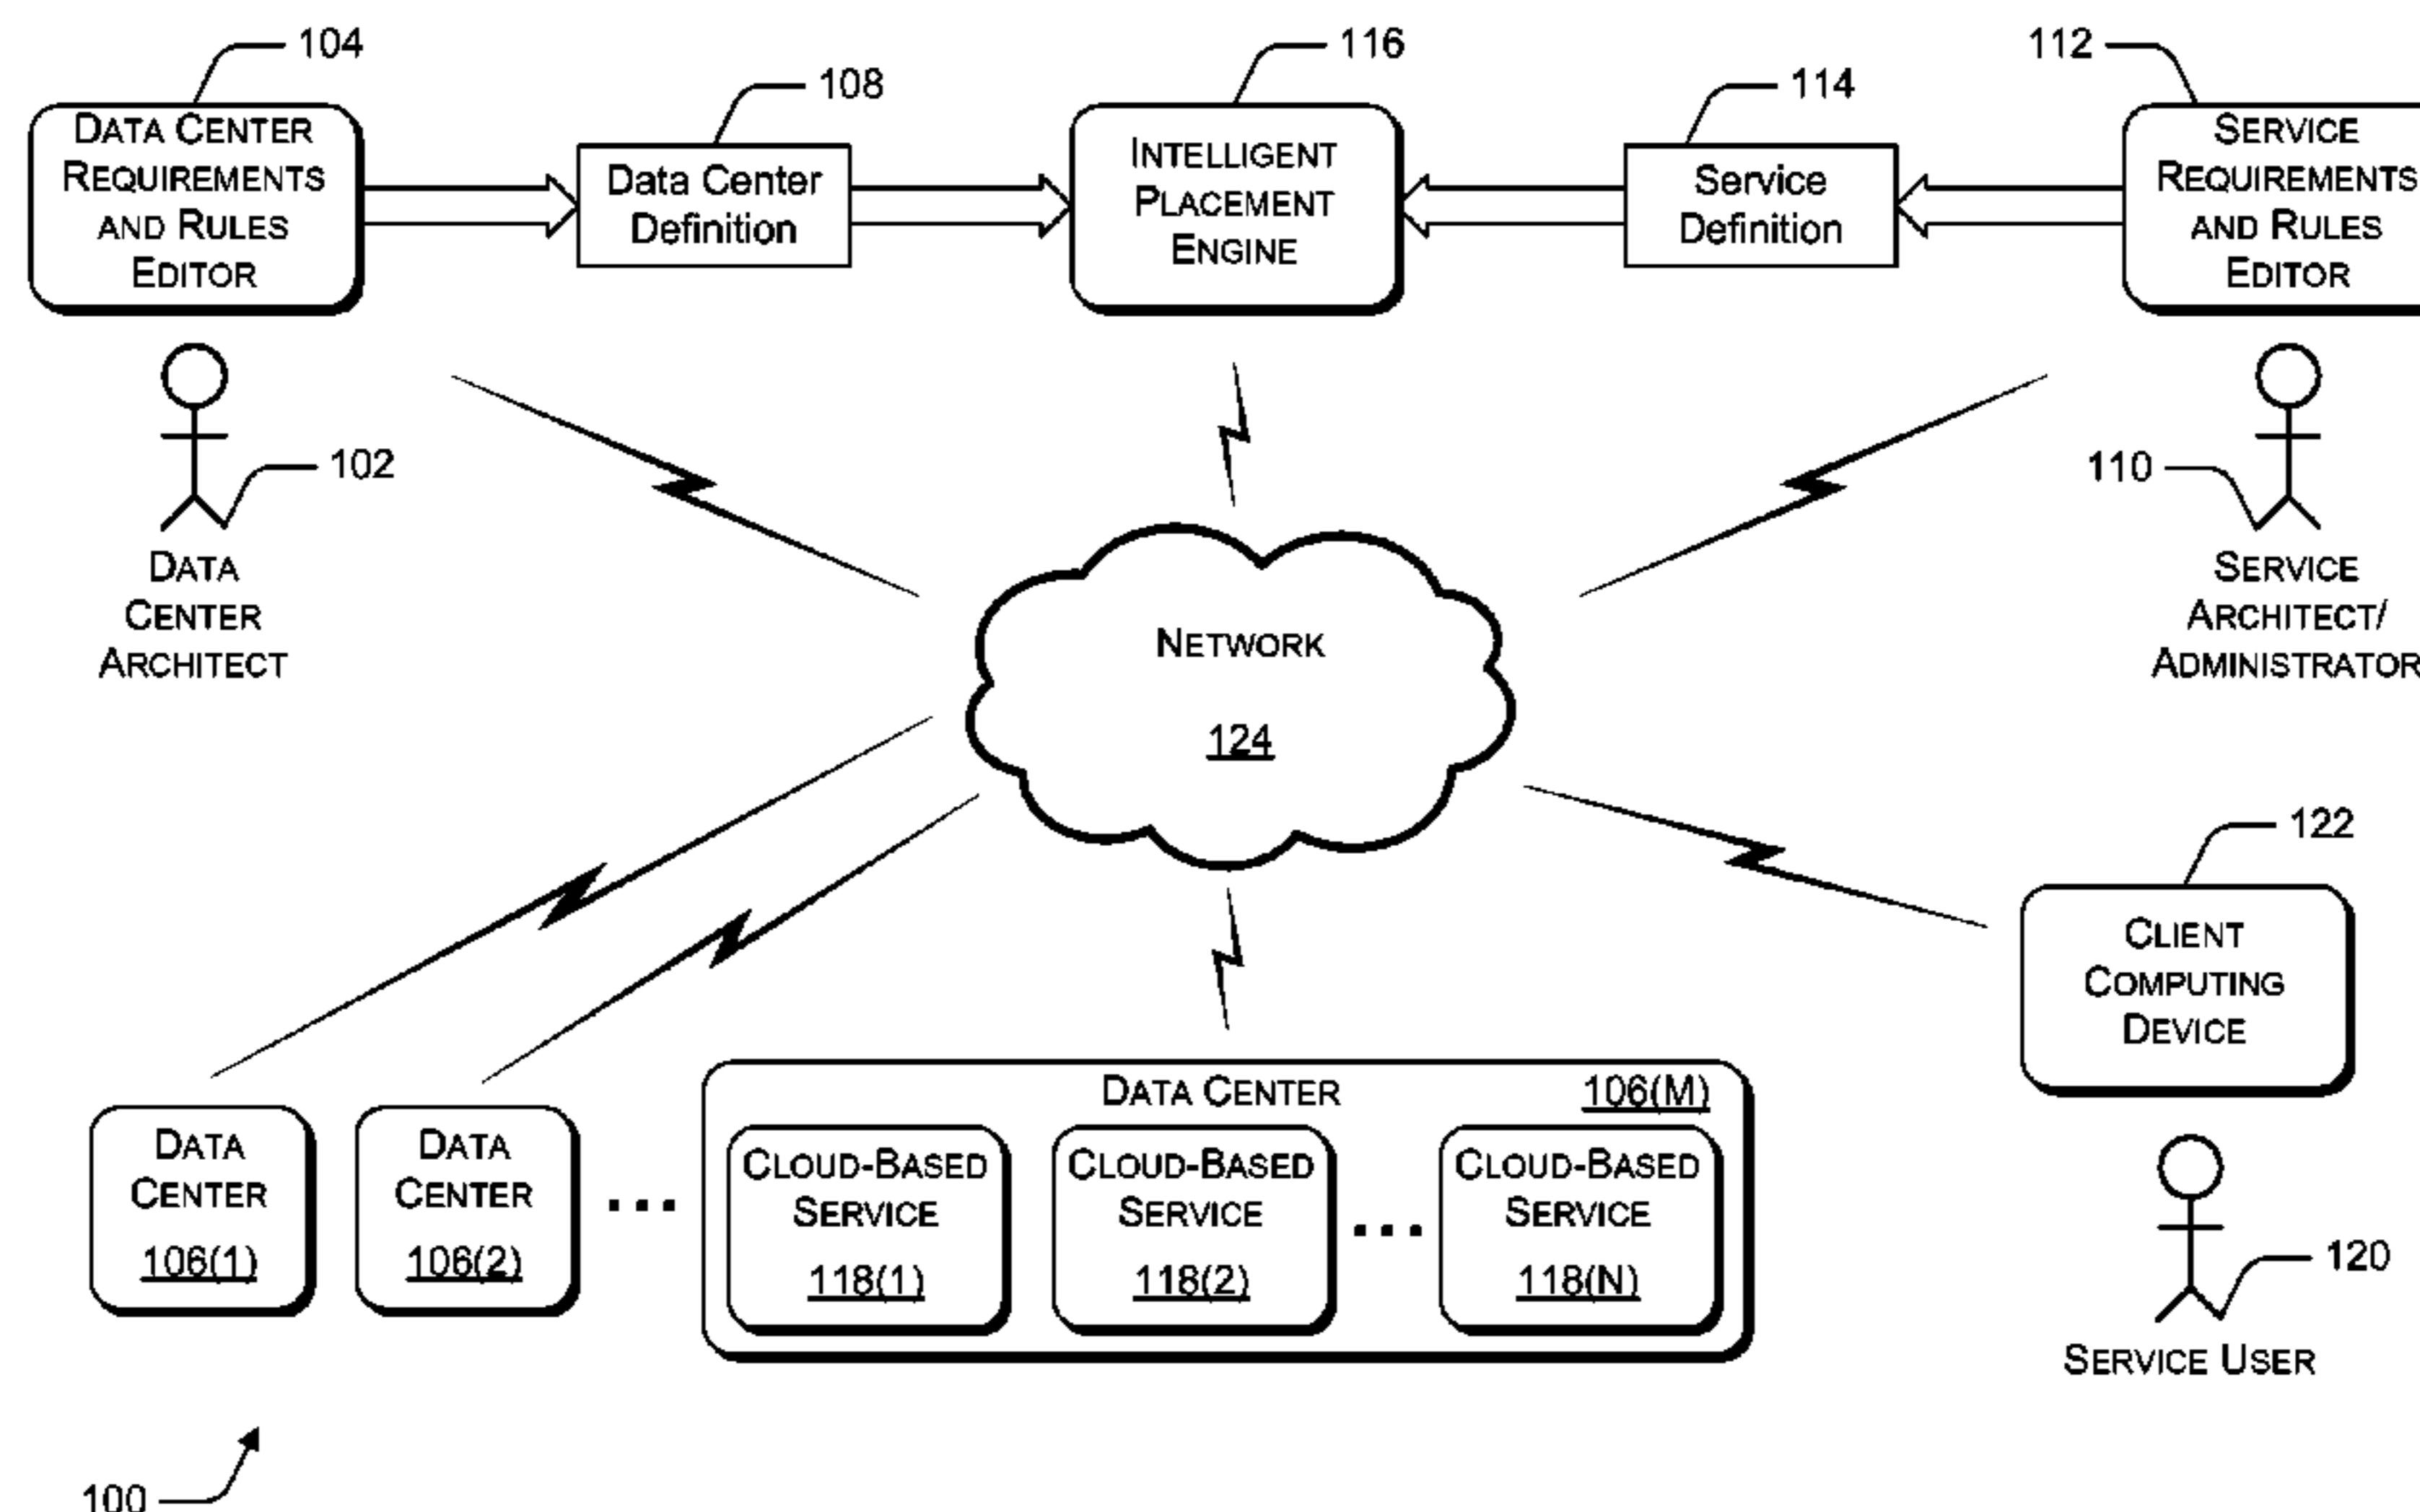 104
116
112
108
114
DATA CENTER
REQUIREMENTS
AND RULES
EDITOR
Data Center
Definition
INTELLIGENT
PLACEMENT
ENGINE
Service
Definition
SERVICE
REQUIREMENTS
AND RULES
EDITOR
102
DATA
CENTER
ARCHITECT
110
SERVICE
ARCHITECT/
ADMINISTRATOR
NETWORK
124
122
CLIENT
COMPUTING
DEVICE
DATA
CENTER
106(1)
DATA
CENTER
106(2)
...
DATA CENTER
106(M)
CLOUD-BASED
SERVICE
118(1)
CLOUD-BASED
SERVICE
118(2)
...
CLOUD-BASED
SERVICE
118(N)
120
SERVICE USER
100